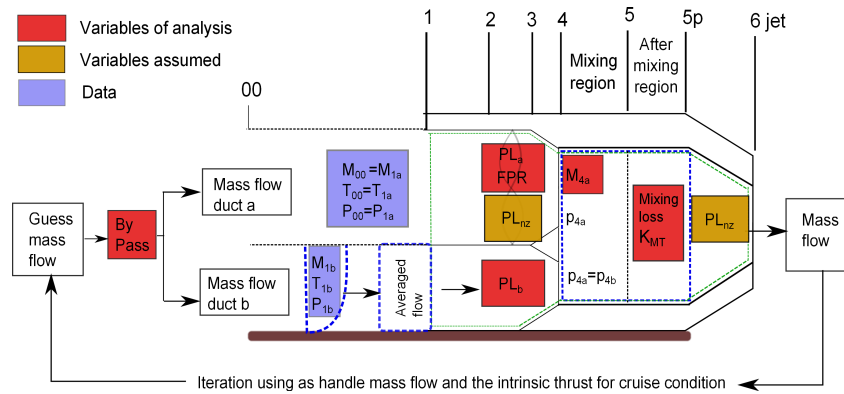 Variables of analysis
Variables assumed
Data
00
1
2
3
4
5
5p
6 jet
Mixing
region
After
mixing
region
M00 =M1a
T00=T1a
P00=P1a
PLa
FPR
PLnz
M4a
p4a
p4a=p4b
Mixing
loss
KMT
PLnz
Guess
mass
flow
By
Pass
Mass flow
duct a
Mass flow
duct b
M1b
T1b
P1b
Averaged
flow
PLb
Mass
flow
Iteration using as handle mass flow and the intrinsic thrust for cruise condition